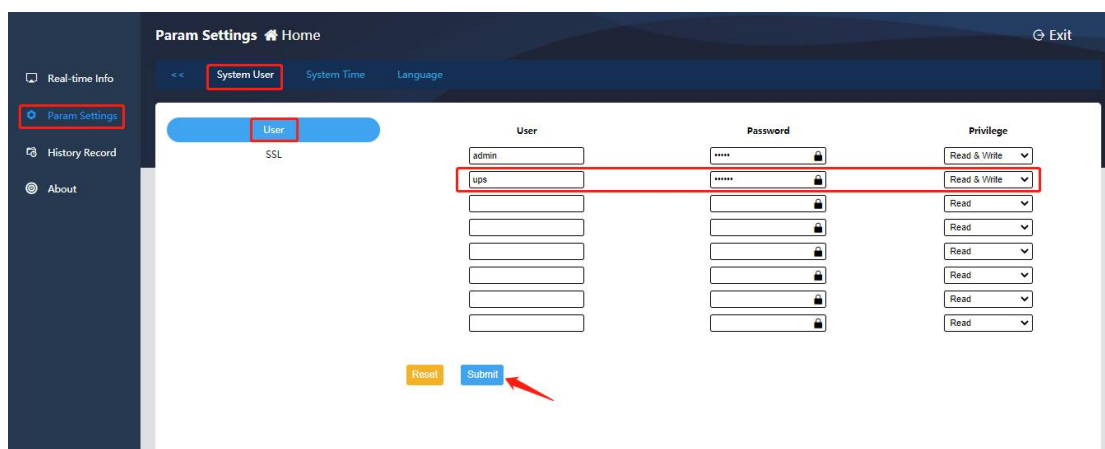 Param Settings Home
Exit
Real-time Info
Param Settings
History Record
About
<< System User System Time Language
User
SSL
User Password Privilege
admin ••••• Read & Write
ups •••••• Read & Write
Read
Read
Read
Read
Read
Read
Reset Submit